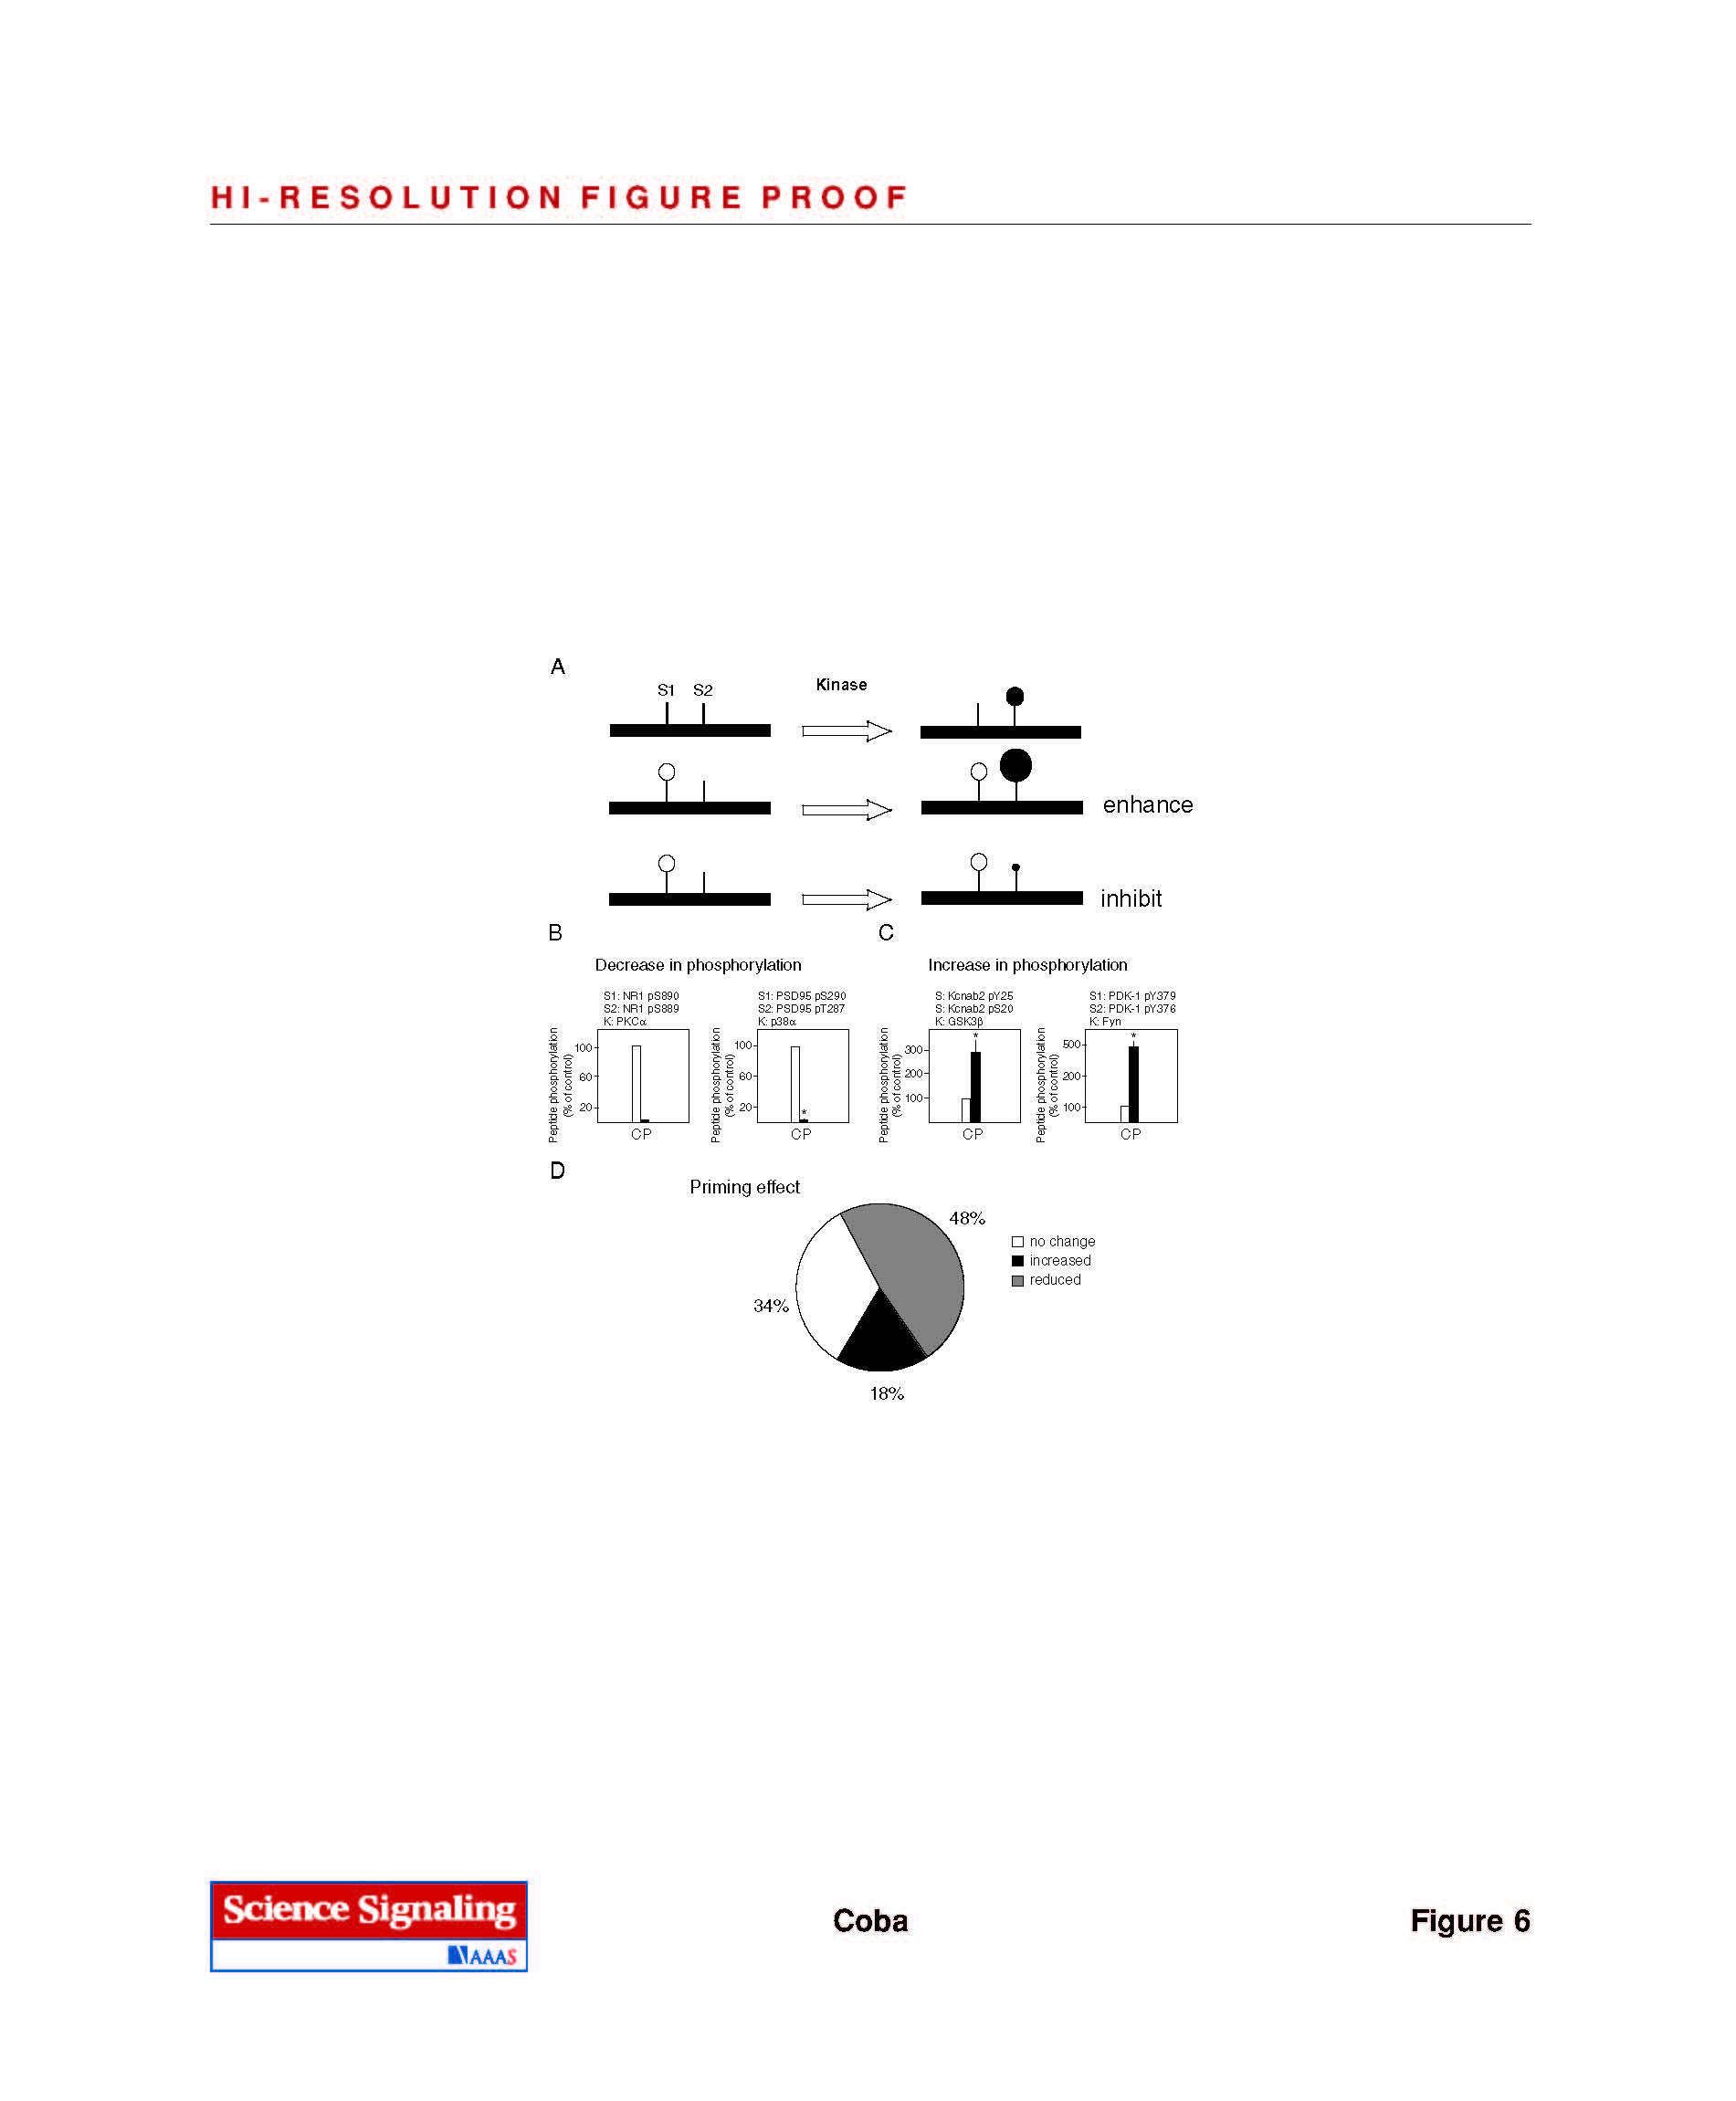 HI-RESOLUTION FIGURE PROOF
A
S1 S2
Kinase
enhance
inhibit
B
Decrease in phosphorylation
S1: NR1 pS890
S2: NR1 pS889
K: PKCα
Peptide phosphorylation
(% of control)
100
60
20
CP
S1: PSD95 pS290
S2: PSD95 pT287
K: p38α
Peptide phosphorylation
(% of control)
100
60
20
*
CP
C
Increase in phosphorylation
S: Kcnab2 pY25
S: Kcnab2 pS20
K: GSK3β
Peptide phosphorylation
(% of control)
300
200
100
*
CP
S1: PDK-1 pY379
S2: PDK-1 pY376
K: Fyn
Peptide phosphorylation
(% of control)
500
200
100
*
CP
D
Priming effect
48%
34%
18%
no change
increased
reduced
Science Signaling
AAAS
Coba
Figure 6